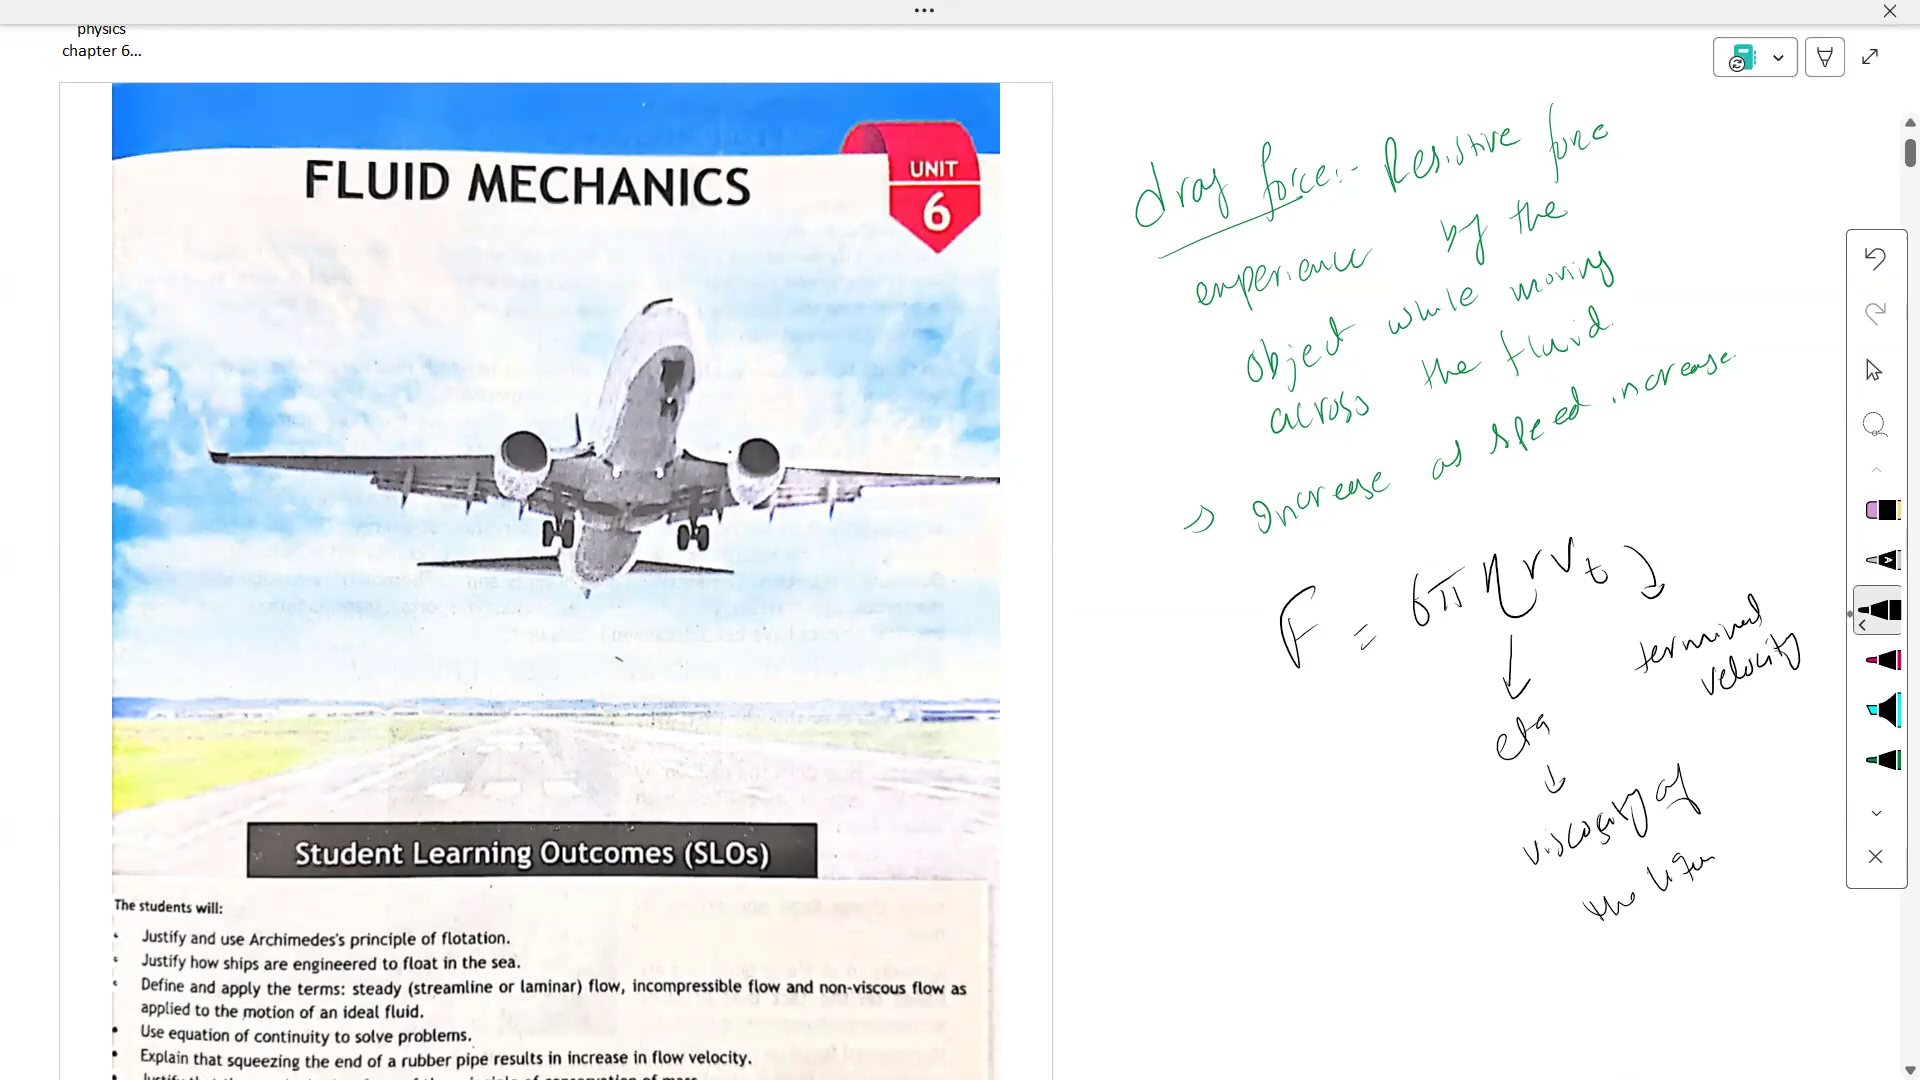 physics
chapter 6...
FLUID MECHANICS
UNIT
6
Student Learning Outcomes (SLOs)
The students will:
Justify and use Archimedes's principle of flotation.
Justify how ships are engineered to float in the sea.
Define and apply the terms: steady (streamline or laminar) flow, incompressible flow and non-viscous flow as
applied to the motion of an ideal fluid.
Use equation of continuity to solve problems.
Explain that squeezing the end of a rubber pipe results in increase in flow velocity.
drag force:- Resistive force
experience by the
object while moving
across the fluid.
→ Increase as speed increase.
F = 6π η r v t
terminal
velocity
eta
viscosity of
the